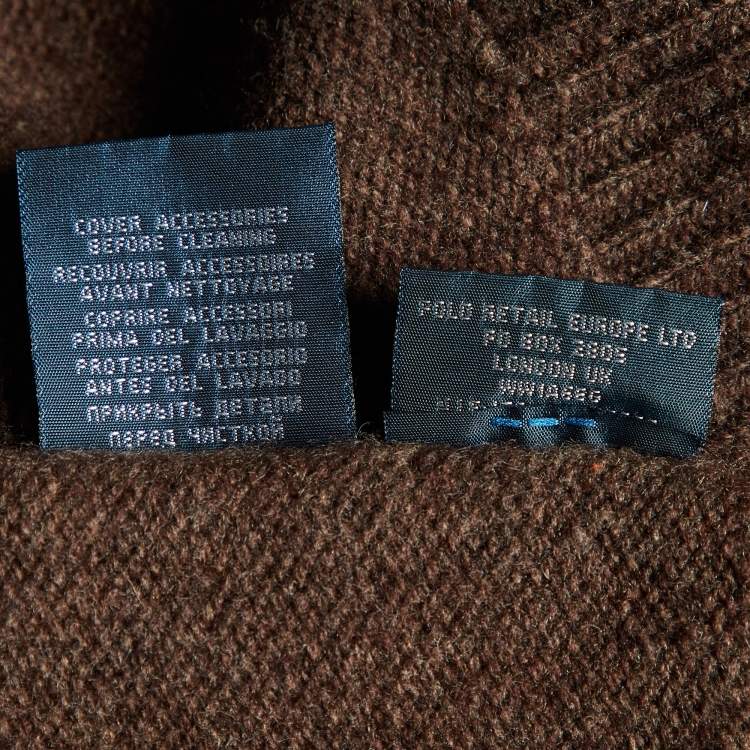 COVER ACCESSORIES
BEFORE CLEANING
RECOUVRIR ACCESSOIRES
AVANT NETTOYAGE
COPRIRE ACCESSORI
PRIMA DEL LAVAGGIO
PROTEGER ACCESORIO
ANTES DEL LAVADO
ПРИКРЫТЬ ДЕТАЛИ
ПЕРЕД ЧИСТКОЙ
POLO RETAIL EUROPE LTD
PO BOX 2805
LONDON UK